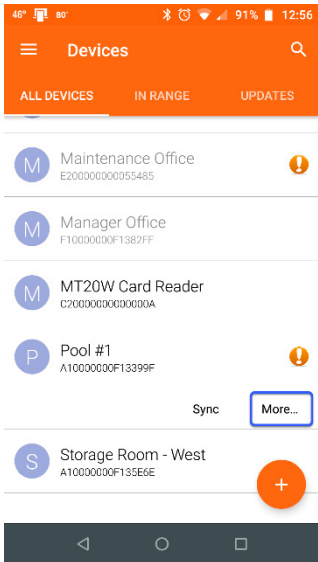 46° 80° 91% 12:56
Devices
ALL DEVICES IN RANGE UPDATES
M Maintenance Office
E200000000055485
M Manager Office
F10000000F1382FF
M MT20W Card Reader
C20000000000000A
P Pool #1
A10000000F13399F
Sync More...
S Storage Room - West
A10000000F135E6E
+